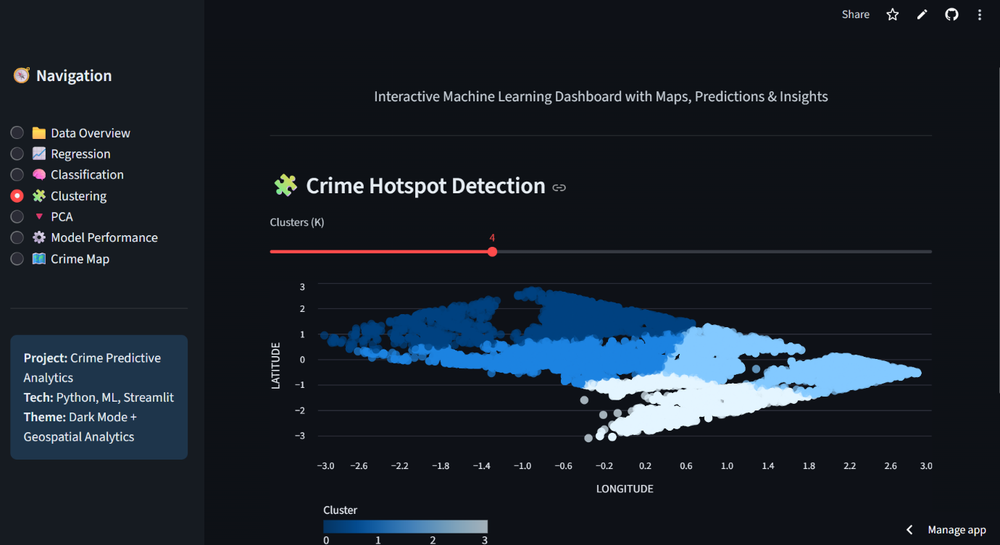 Share
Navigation
Data Overview
Regression
Classification
Clustering
PCA
Model Performance
Crime Map
Project: Crime Predictive
Analytics
Tech: Python, ML, Streamlit
Theme: Dark Mode +
Geospatial Analytics
Interactive Machine Learning Dashboard with Maps, Predictions & Insights
Crime Hotspot Detection
Clusters (K)
4
3
2
1
0
−1
−2
−3
LATITUDE
−3.0 −2.6 −2.2 −1.8 −1.4 −1.0 −0.6 −0.2 0.2 0.6 1.0 1.4 1.8 2.2 2.6 3.0
LONGITUDE
Cluster
0 1 2 3
Manage app